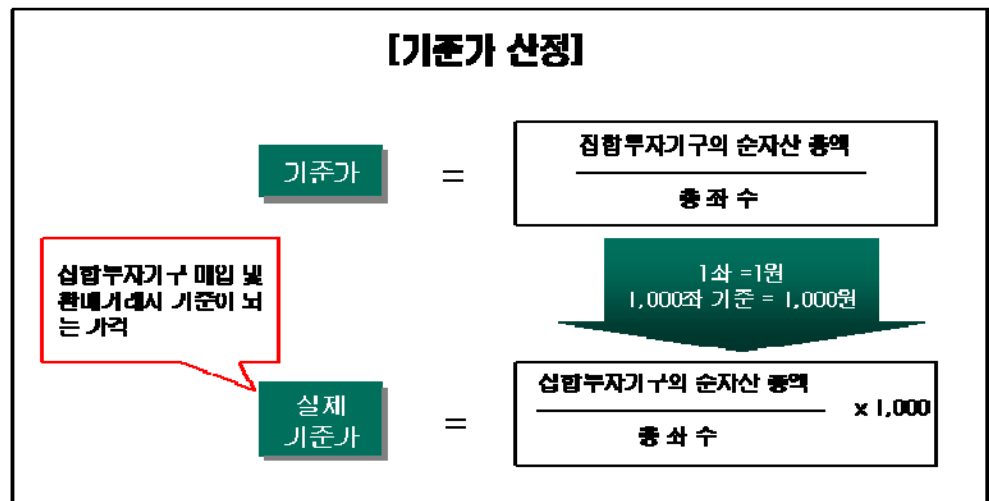 [기준가 산정]
기준가
=
집합투자기구의 순자산 총액
총 좌 수
집합투자기구 매입 및
환매거래시 기준이 되
는 가격
1좌 =1원
1,000좌 기준 = 1,000원
실제
기준가
=
집합투자기구의 순자산 총액
총 좌 수
x 1,000